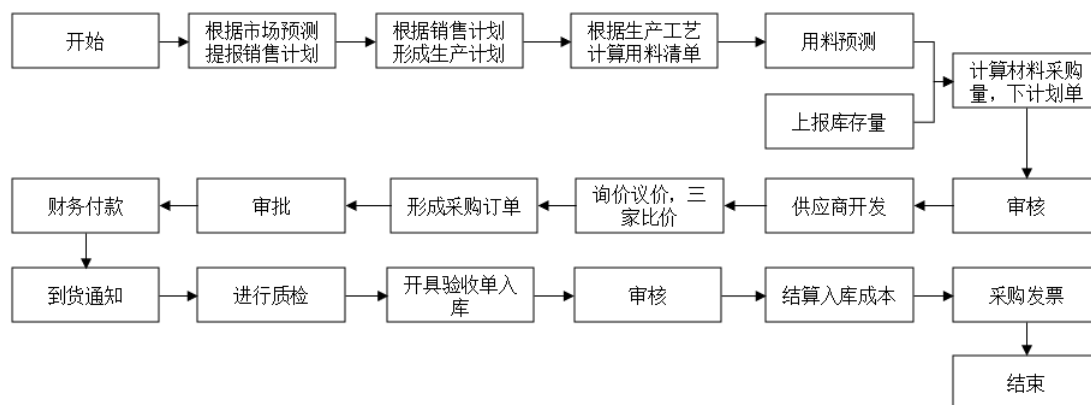 开始
根据市场预测
提报销售计划
根据销售计划
形成生产计划
根据生产工艺
计算用料清单
用料预测
上报库存量
计算材料采购
量，下计划单
财务付款
审批
形成采购订单
询价议价，三
家比价
供应商开发
审核
到货通知
进行质检
开具验收单入
库
审核
结算入库成本
采购发票
结束